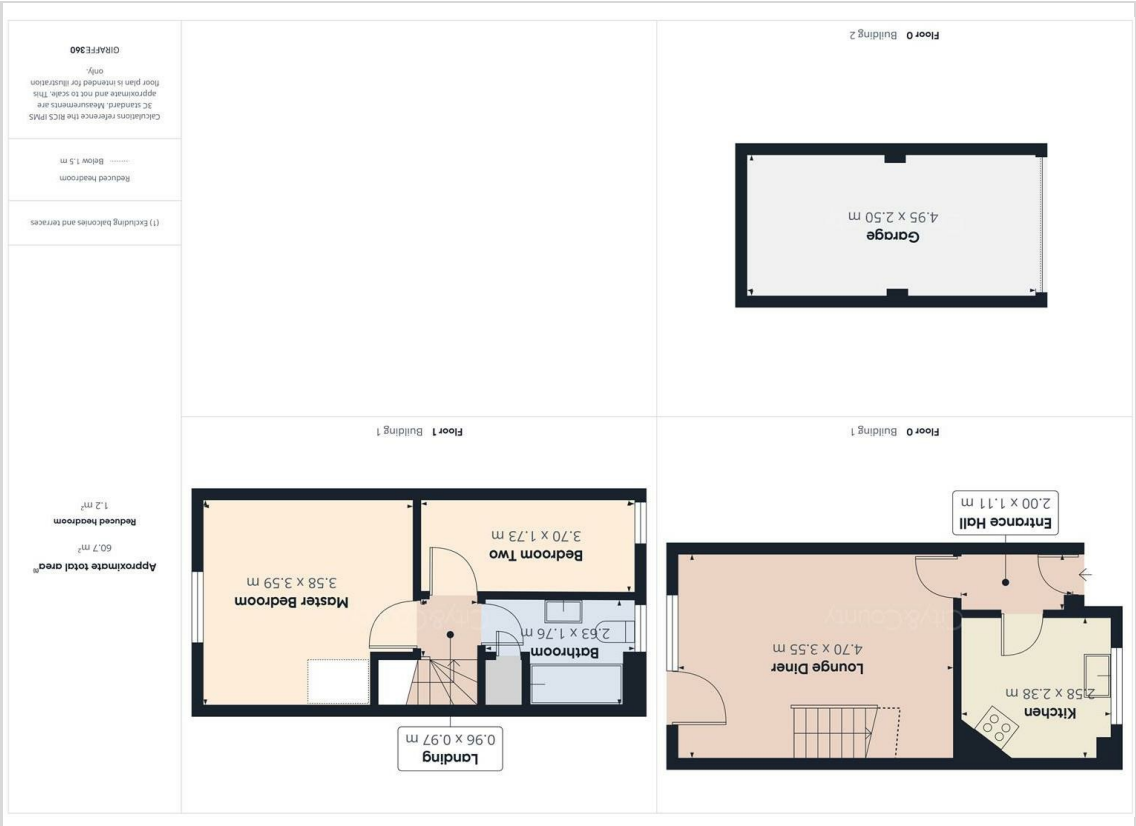 Kitchen
2.58 x 2.38 m
Lounge Diner
4.70 x 3.55 m
City&County
Entrance Hall
2.00 x 1.11 m
Floor 0 Building 1
Landing
0.96 x 0.97 m
Bathroom
2.63 x 1.76 m
City&County
Master Bedroom
3.58 x 3.59 m
Bedroom Two
3.70 x 1.73 m
Floor 1 Building 1
Garage
4.95 x 2.50 m
Floor 0 Building 2
Approximate total area(1)
60.7 m²
Reduced headroom
1.2 m²
(1) Excluding balconies and terraces
Reduced headroom
Below 1.5 m
Calculations reference the RICS IPMS
3C standard. Measurements are
approximate and not to scale. This
floor plan is intended for illustration
only.
GIRAFFE360